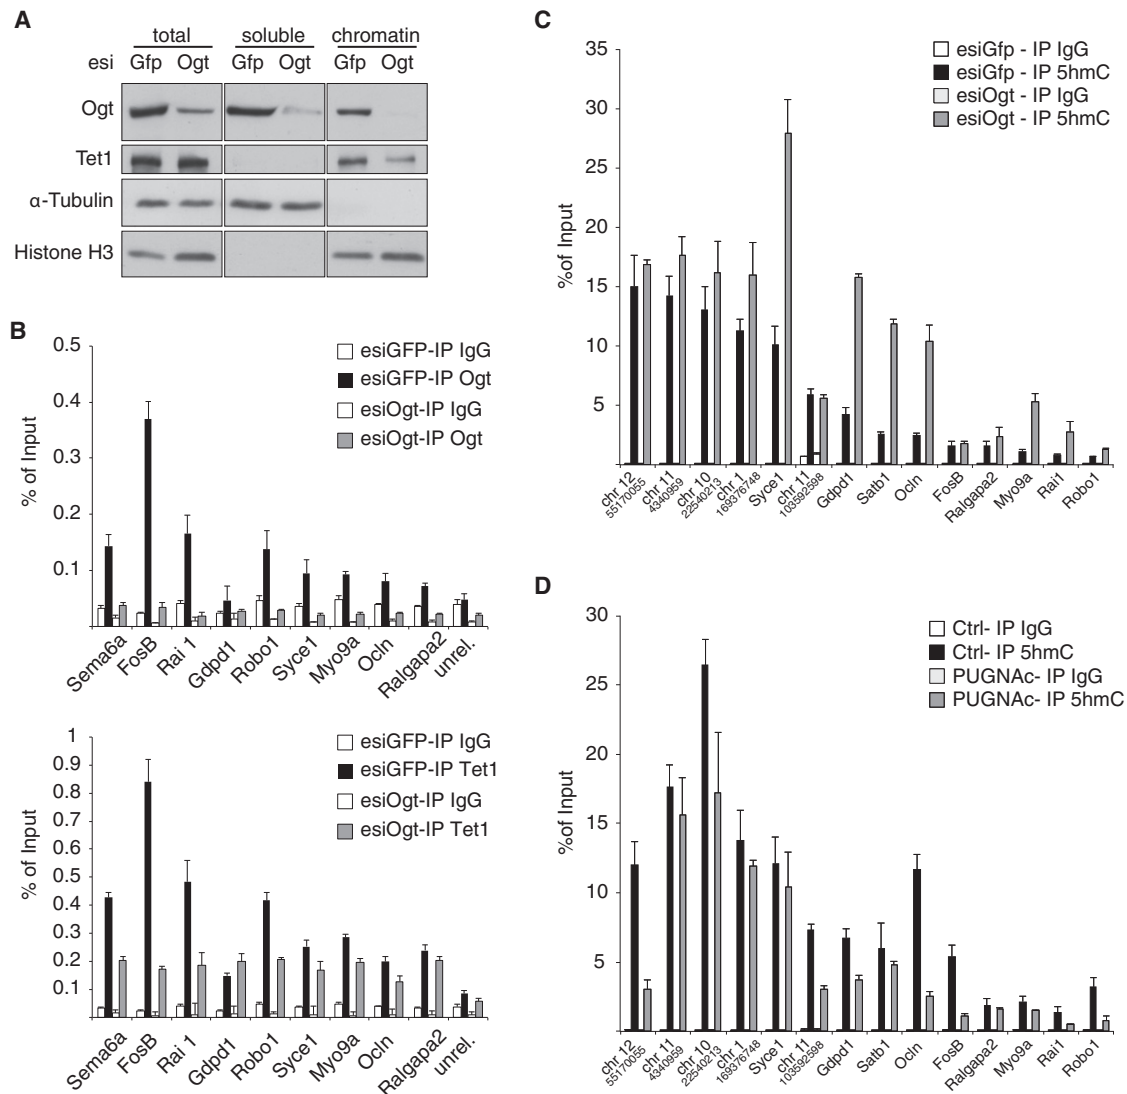 A
total soluble chromatin
esi Gfp Ogt Gfp Ogt Gfp Ogt
Ogt
Tet1
α-Tubulin
Histone H3
B
0.5
0.4
0.3
0.2
0.1
% of Input
esiGFP-IP IgG
esiGFP-IP Ogt
esiOgt-IP IgG
esiOgt-IP Ogt
Sema6a FosB Rai 1 Gdpd1 Robo1 Syce1 Myo9a Ocln Ralgapa2 unrel.
1
0.9
0.8
0.7
0.6
0.5
0.4
0.3
0.2
0.1
% of Input
esiGFP-IP IgG
esiGFP-IP Tet1
esiOgt-IP IgG
esiOgt-IP Tet1
Sema6a FosB Rai 1 Gdpd1 Robo1 Syce1 Myo9a Ocln Ralgapa2 unrel.
C
35
30
25
20
15
10
5
%of Input
esiGfp - IP IgG
esiGfp - IP 5hmC
esiOgt - IP IgG
esiOgt - IP 5hmC
chr 12
55170055
chr 11
4340959
chr 10
22540213
chr 1
169376748
Syce1
chr 11
103592598
Gdpd1
Satb1
Ocln
FosB
Ralgapa2
Myo9a
Rai1
Robo1
D
30
25
20
15
10
5
%of Input
Ctrl- IP IgG
Ctrl- IP 5hmC
PUGNAc- IP IgG
PUGNAc- IP 5hmC
chr 12
55170055
chr 11
4340959
chr 10
22540213
chr 1
169376748
Syce1
chr 11
103592598
Gdpd1
Satb1
Ocln
FosB
Ralgapa2
Myo9a
Rai1
Robo1